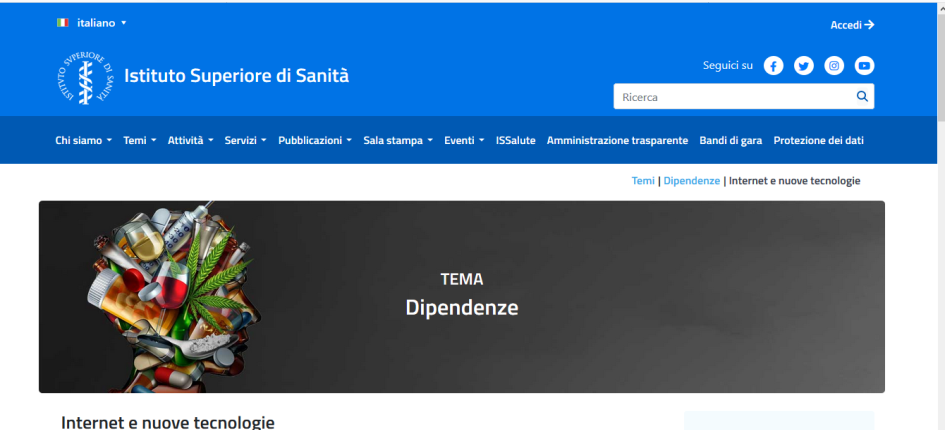 italiano
Accedi
ISTITUTO SUPERIORE DI SANITÀ
Istituto Superiore di Sanità
Seguici su
Ricerca
Chi siamo Temi Attività Servizi Pubblicazioni Sala stampa Eventi ISSalute Amministrazione trasparente Bandi di gara Protezione dei dati
Temi | Dipendenze | Internet e nuove tecnologie
TEMA
Dipendenze
Internet e nuove tecnologie